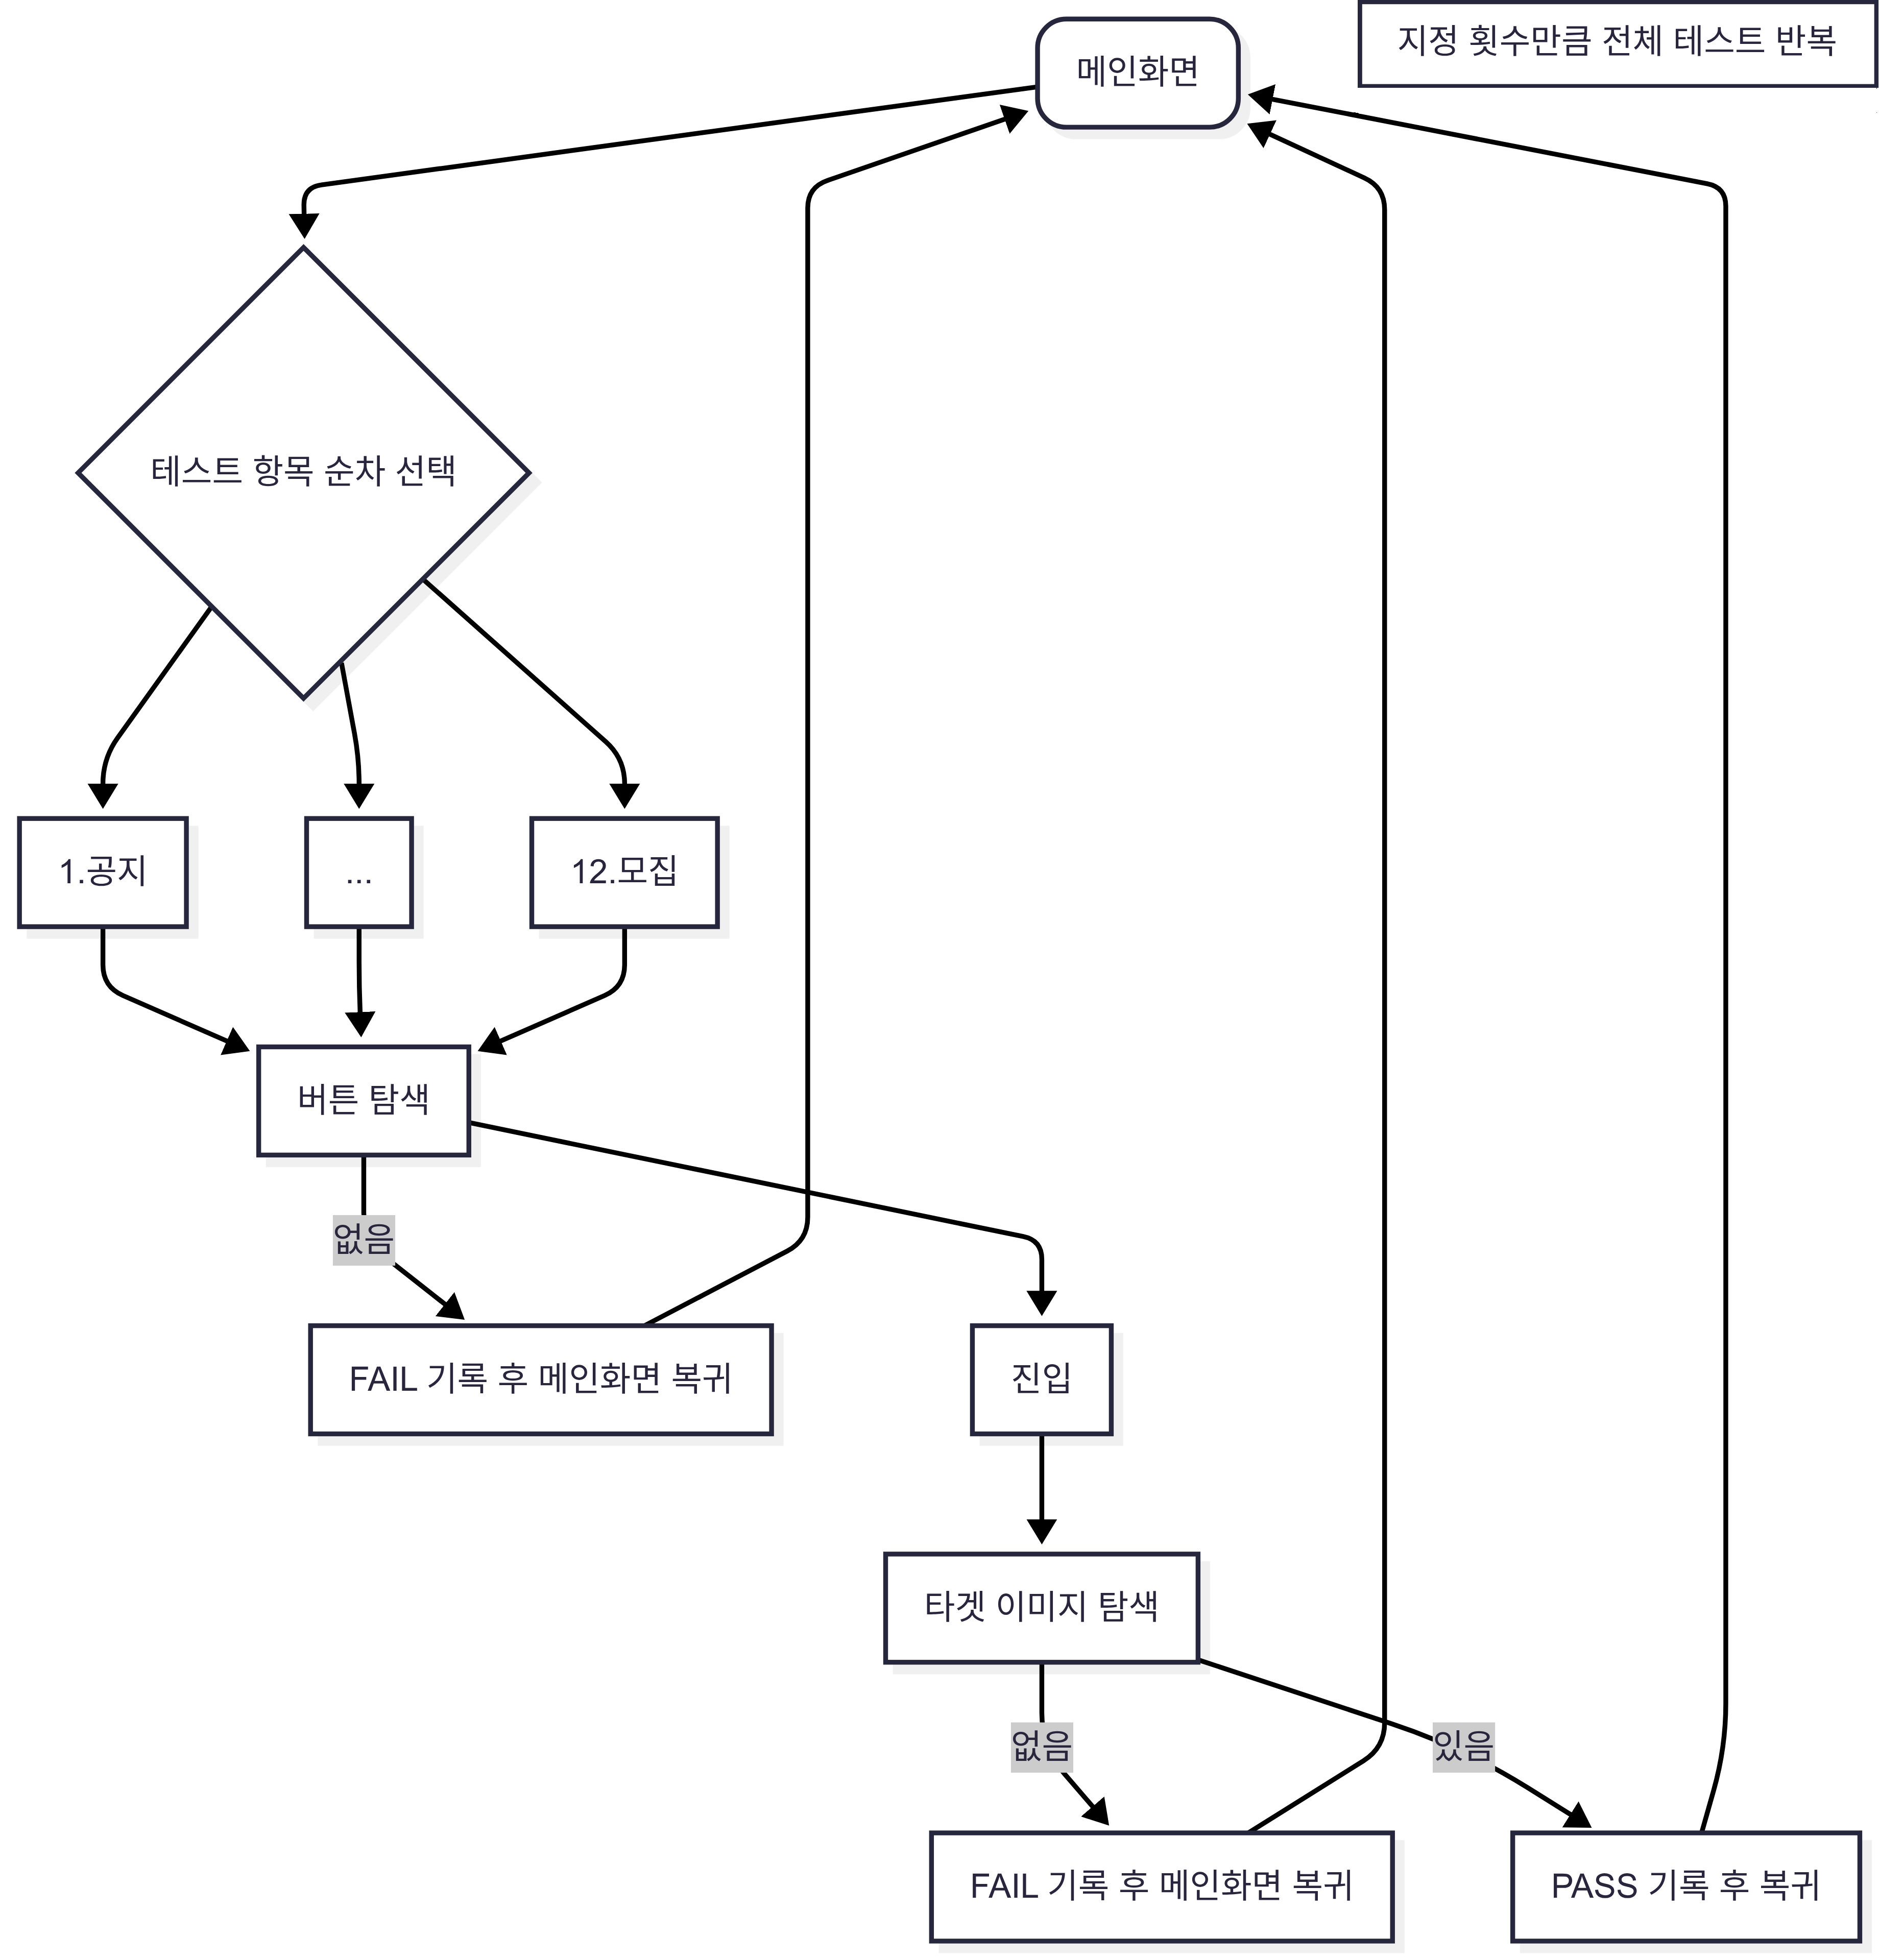 지정 횟수만큼 전체 테스트 반복
메인화면
테스트 항목 순차 선택
1.공지
...
12.모집
버튼 탐색
없음
FAIL 기록 후 메인화면 복귀
진입
타겟 이미지 탐색
없음
있음
FAIL 기록 후 메인화면 복귀
PASS 기록 후 복귀